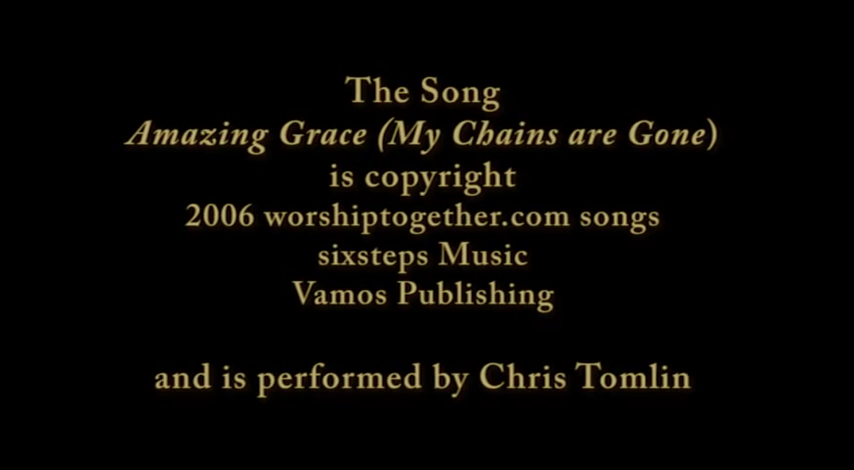 The Song
Amazing Grace (My Chains are Gone)
is copyright
2006 worshiptogether.com songs
sixsteps Music
Vamos Publishing
and is performed by Chris Tomlin